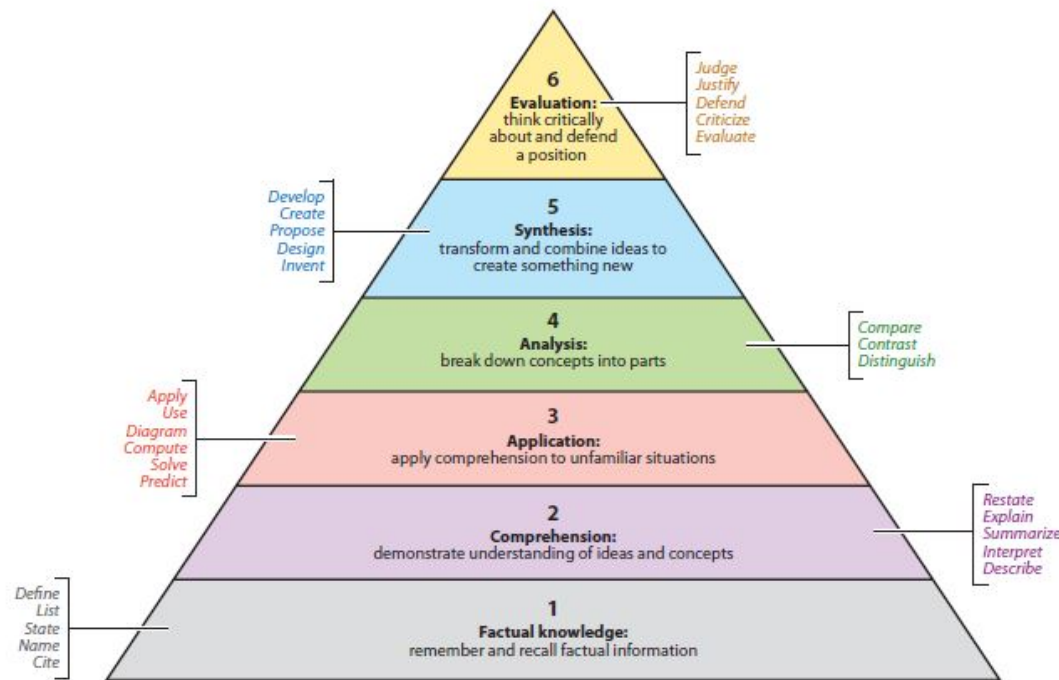 6
Evaluation:
think critically
about and defend
a position
Judge
Justify
Defend
Criticize
Evaluate
Develop
Create
Propose
Design
Invent
5
Synthesis:
transform and combine ideas to
create something new
4
Analysis:
break down concepts into parts
Compare
Contrast
Distinguish
Apply
Use
Diagram
Compute
Solve
Predict
3
Application:
apply comprehension to unfamiliar situations
2
Comprehension:
demonstrate understanding of ideas and concepts
Restate
Explain
Summarize
Interpret
Describe
Define
List
State
Name
Cite
1
Factual knowledge:
remember and recall factual information